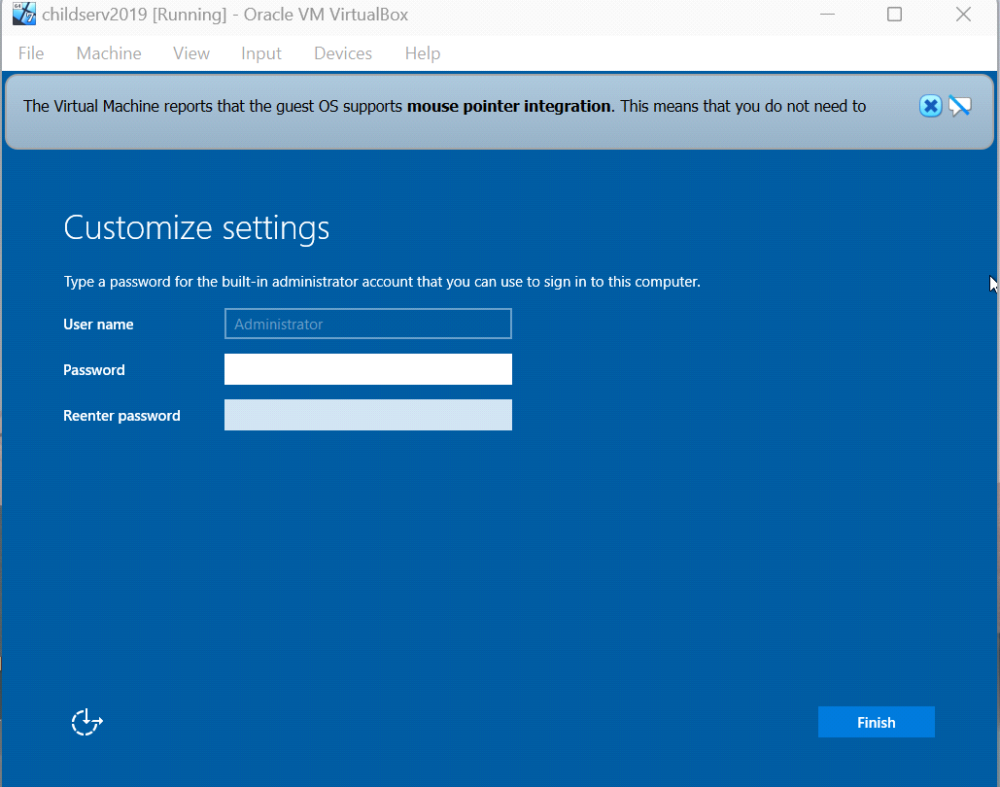 childserv2019 [Running] - Oracle VM VirtualBox
File Machine View Input Devices Help
The Virtual Machine reports that the guest OS supports mouse pointer integration. This means that you do not need to
Customize settings
Type a password for the built-in administrator account that you can use to sign in to this computer.
User name Administrator
Password
Reenter password
Finish